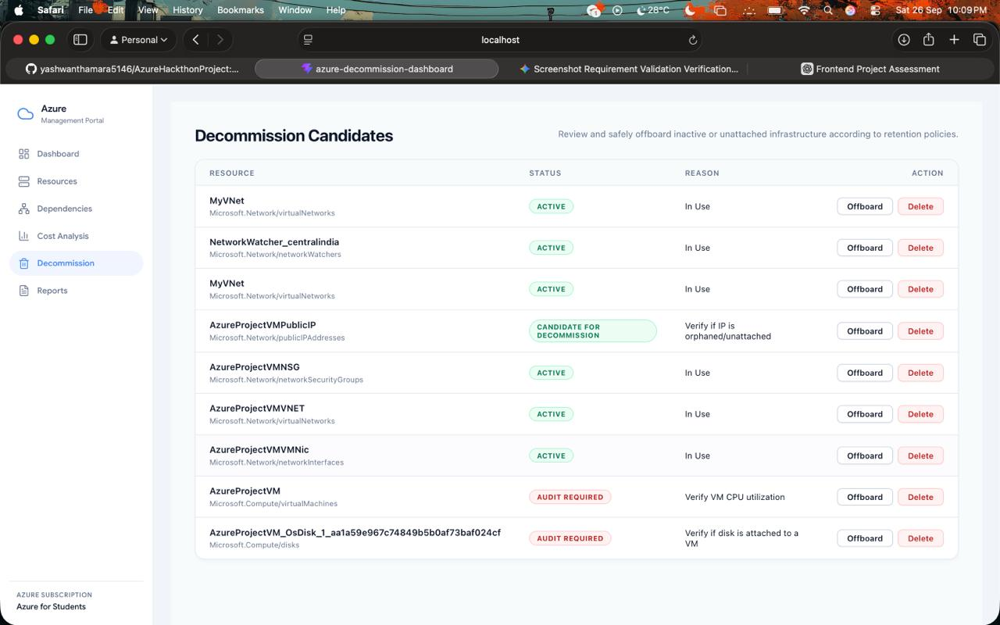 Safari File Edit View History Bookmarks Window Help 1 28°C Sat 26 Sep 10:09 PM
Personal localhost
yashwanthamara5146/AzureHackthonProject:... azure-decommission-dashboard Screenshot Requirement Validation Verification... Frontend Project Assessment
Azure
Management Portal
Dashboard
Resources
Dependencies
Cost Analysis
Decommission
Reports
AZURE SUBSCRIPTION
Azure for Students
Decommission Candidates
Review and safely offboard inactive or unattached infrastructure according to retention policies.
RESOURCE STATUS REASON ACTION
MyVNet
Microsoft.Network/virtualNetworks
ACTIVE In Use Offboard Delete
NetworkWatcher_centralindia
Microsoft.Network/networkWatchers
ACTIVE In Use Offboard Delete
MyVNet
Microsoft.Network/virtualNetworks
ACTIVE In Use Offboard Delete
AzureProjectVMPublicIP
Microsoft.Network/publicIPAddresses
CANDIDATE FOR
DECOMMISSION
Verify if IP is
orphaned/unattached
Offboard Delete
AzureProjectVMNSG
Microsoft.Network/networkSecurityGroups
ACTIVE In Use Offboard Delete
AzureProjectVMVNET
Microsoft.Network/virtualNetworks
ACTIVE In Use Offboard Delete
AzureProjectVMVMNic
Microsoft.Network/networkInterfaces
ACTIVE In Use Offboard Delete
AzureProjectVM
Microsoft.Compute/virtualMachines
AUDIT REQUIRED Verify VM CPU utilization Offboard Delete
AzureProjectVM_OsDisk_1_aa1a59e967c74849b5b0af73baf024cf
Microsoft.Compute/disks
AUDIT REQUIRED
Verify if disk is attached to a
VM
Offboard Delete